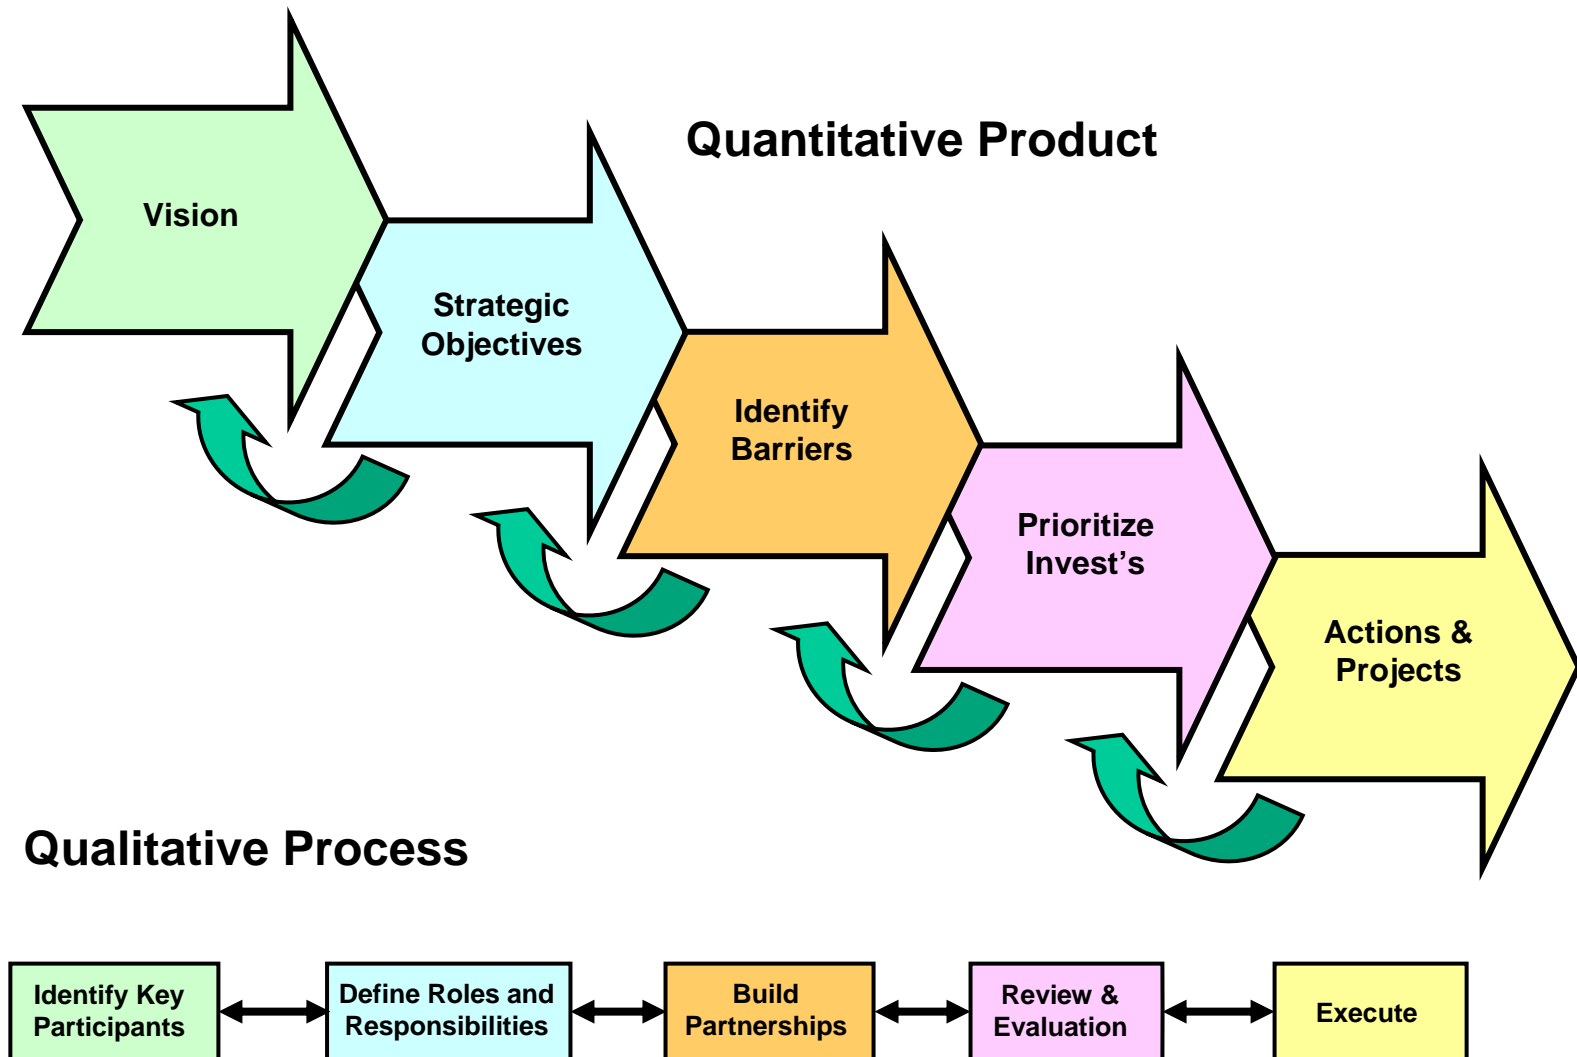 Quantitative Product
Vision
Strategic
Objectives
Identify
Barriers
Prioritize
Invest’s
Actions &
Projects
Qualitative Process
Identify Key
Participants
Define Roles and
Responsibilities
Build
Partnerships
Review &
Evaluation
Execute